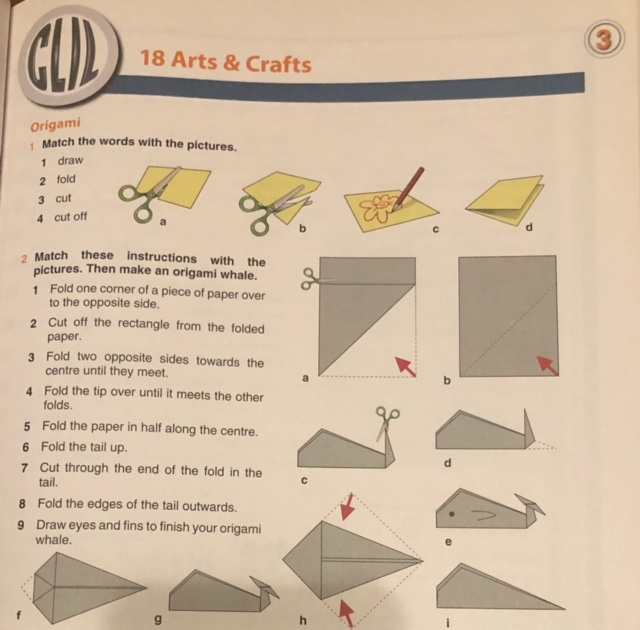 CLIL
18 Arts & Crafts
3
Origami
1 Match the words with the pictures.
1 draw
2 fold
3 cut
4 cut off
a
b
c
d
2 Match these instructions with the
pictures. Then make an origami whale.
1 Fold one corner of a piece of paper over
to the opposite side.
2 Cut off the rectangle from the folded
paper.
3 Fold two opposite sides towards the
centre until they meet.
4 Fold the tip over until it meets the other
folds.
5 Fold the paper in half along the centre.
6 Fold the tail up.
7 Cut through the end of the fold in the
tail.
8 Fold the edges of the tail outwards.
9 Draw eyes and fins to finish your origami
whale.
a
b
c
d
e
f
g
h
i